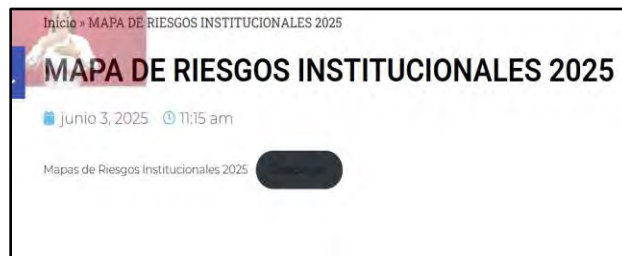 Inicio » MAPA DE RIESGOS INSTITUCIONALES 2025
MAPA DE RIESGOS INSTITUCIONALES 2025
junio 3, 2025 11:15 am
Mapas de Riesgos Institucionales 2025